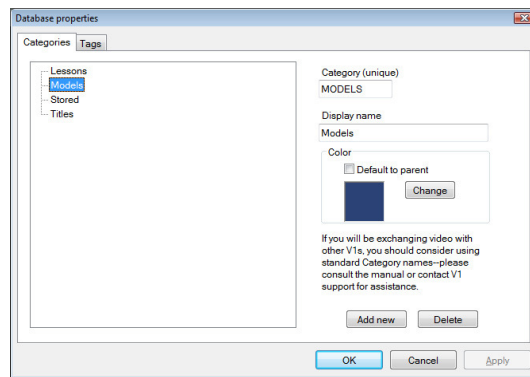 Database properties
Categories
Tags
Lessons
Models
Stored
Titles
Category (unique)
MODELS
Display name
Models
Color
Default to parent
Change
If you will be exchanging video with
other V1s, you should consider using
standard Category names--please
consult the manual or contact V1
support for assistance.
Add new
Delete
OK
Cancel
Apply